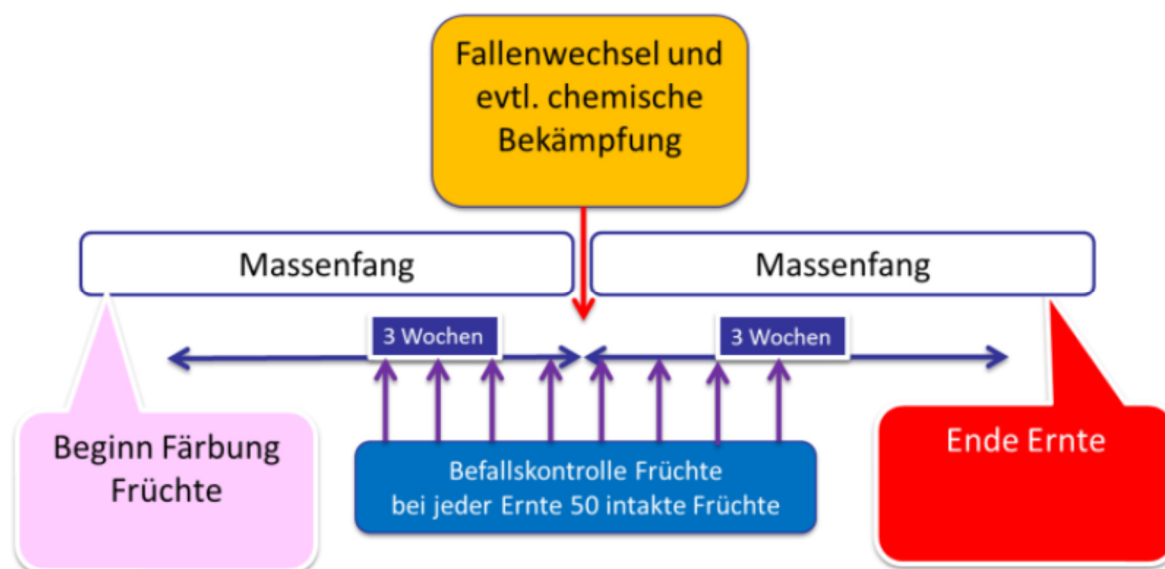 Fallenwechsel und
evtl. chemische
Bekämpfung
Massenfang
Massenfang
3 Wochen
3 Wochen
Beginn Färbung
Früchte
Befallskontrolle Früchte
bei jeder Ernte 50 intakte Früchte
Ende Ernte